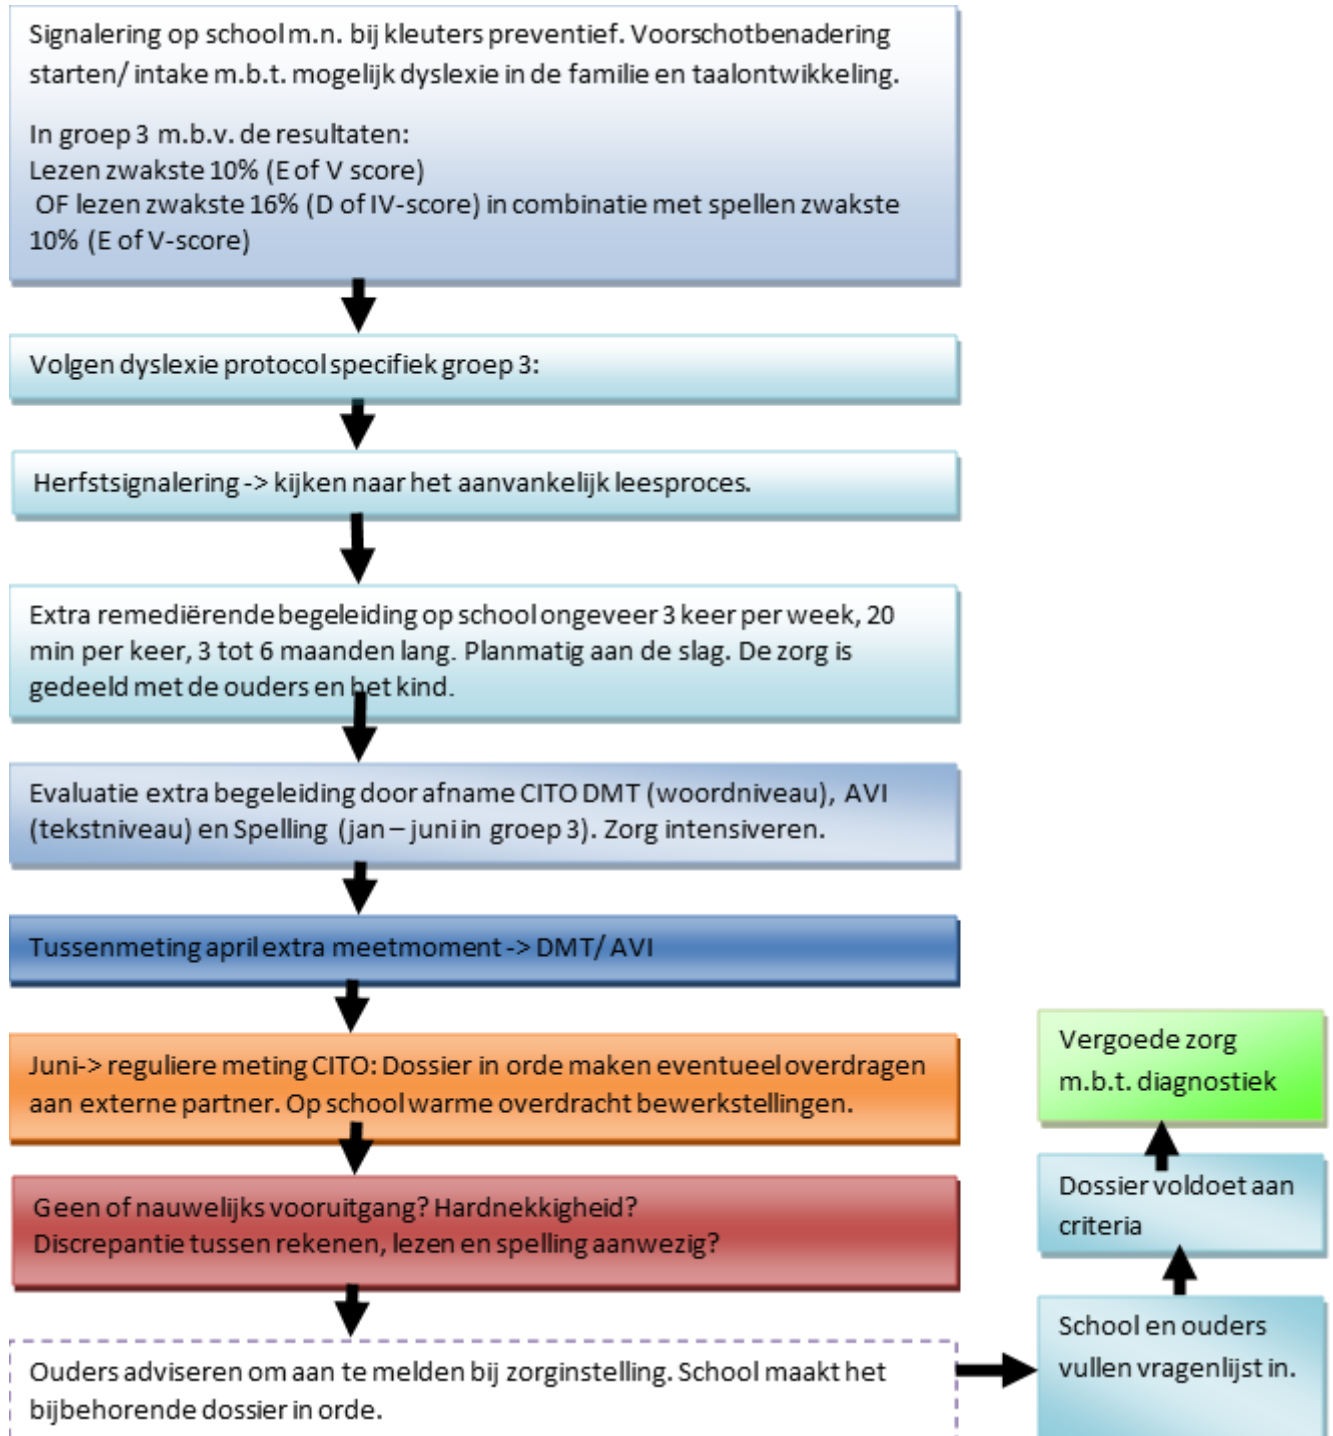 Signalering op school m.n. bij kleuters preventief. Voorschotbenadering
starten/ intake m.b.t. mogelijk dyslexie in de familie en taalontwikkeling.
In groep 3 m.b.v. de resultaten:
Lezen zwakste 10% (E of V score)
OF lezen zwakste 16% (D of IV-score) in combinatie met spellen zwakste
10% (E of V-score)
Volgen dyslexie protocol specifiek groep 3:
Herfstsignalering -> kijken naar het aanvankelijk leesproces.
Extra remediërende begeleiding op school ongeveer 3 keer per week, 20
min per keer, 3 tot 6 maanden lang. Planmatig aan de slag. De zorg is
gedeeld met de ouders en het kind.
Evaluatie extra begeleiding door afname CITO DMT (woordniveau), AVI
(tekstniveau) en Spelling (jan – juni in groep 3). Zorg intensiveren.
Tussenmeting april extra meetmoment -> DMT/ AVI
Juni-> reguliere meting CITO: Dossier in orde maken eventueel overdragen
aan externe partner. Op school warme overdracht bewerkstellingen.
Geen of nauwelijks vooruitgang? Hardnekkigheid?
Discrepantie tussen rekenen, lezen en spelling aanwezig?
Ouders adviseren om aan te melden bij zorginstelling. School maakt het
bijbehorende dossier in orde.
School en ouders
vullen vragenlijst in.
Dossier voldoet aan
criteria
Vergoede zorg
m.b.t. diagnostiek